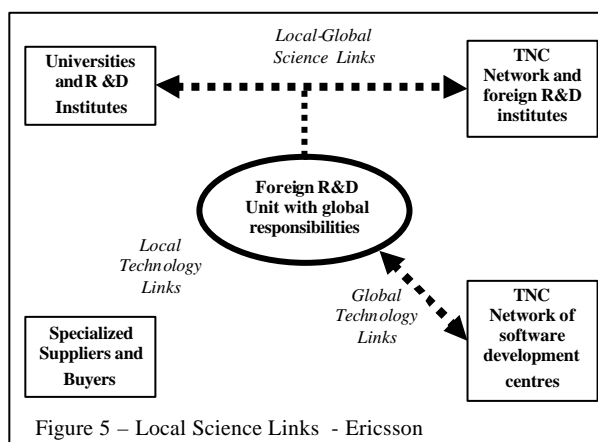 Local-Global
Science Links
Universities
and R &D
Institutes
TNC
Network and
foreign R&D
institutes
Foreign R&D
Unit with global
responsibilities
Local
Technology
Links
Global
Technology
Links
Specialized
Suppliers and
Buyers
TNC
Network of
software
development
centres
Figure 5 – Local Science Links - Ericsson